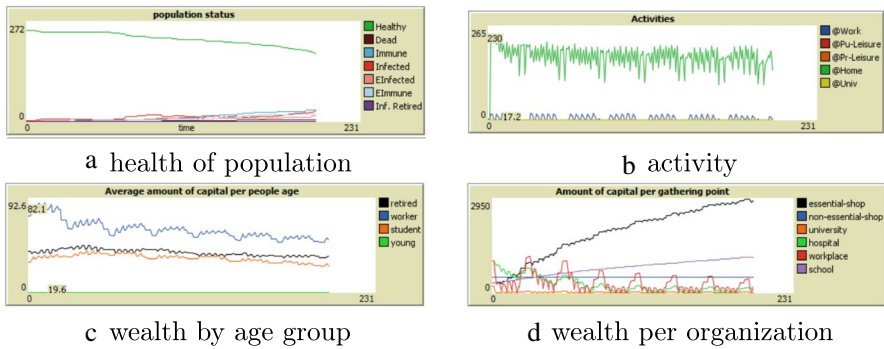 population status
272
0
0
time
231
Healthy
Dead
Immune
Infected
EInfected
EImmune
Inf. Retired
a health of population
Activities
265
230
0
0
17.2
231
@Work
@Pu-Leisure
@Pr-Leisure
@Home
@Univ
b activity
Average amount of capital per people age
92.6
82.1
0
0
19.6
231
retired
worker
student
young
c wealth by age group
Amount of capital per gathering point
2950
0
0
231
essential-shop
non-essential-shop
university
hospital
workplace
school
d wealth per organization